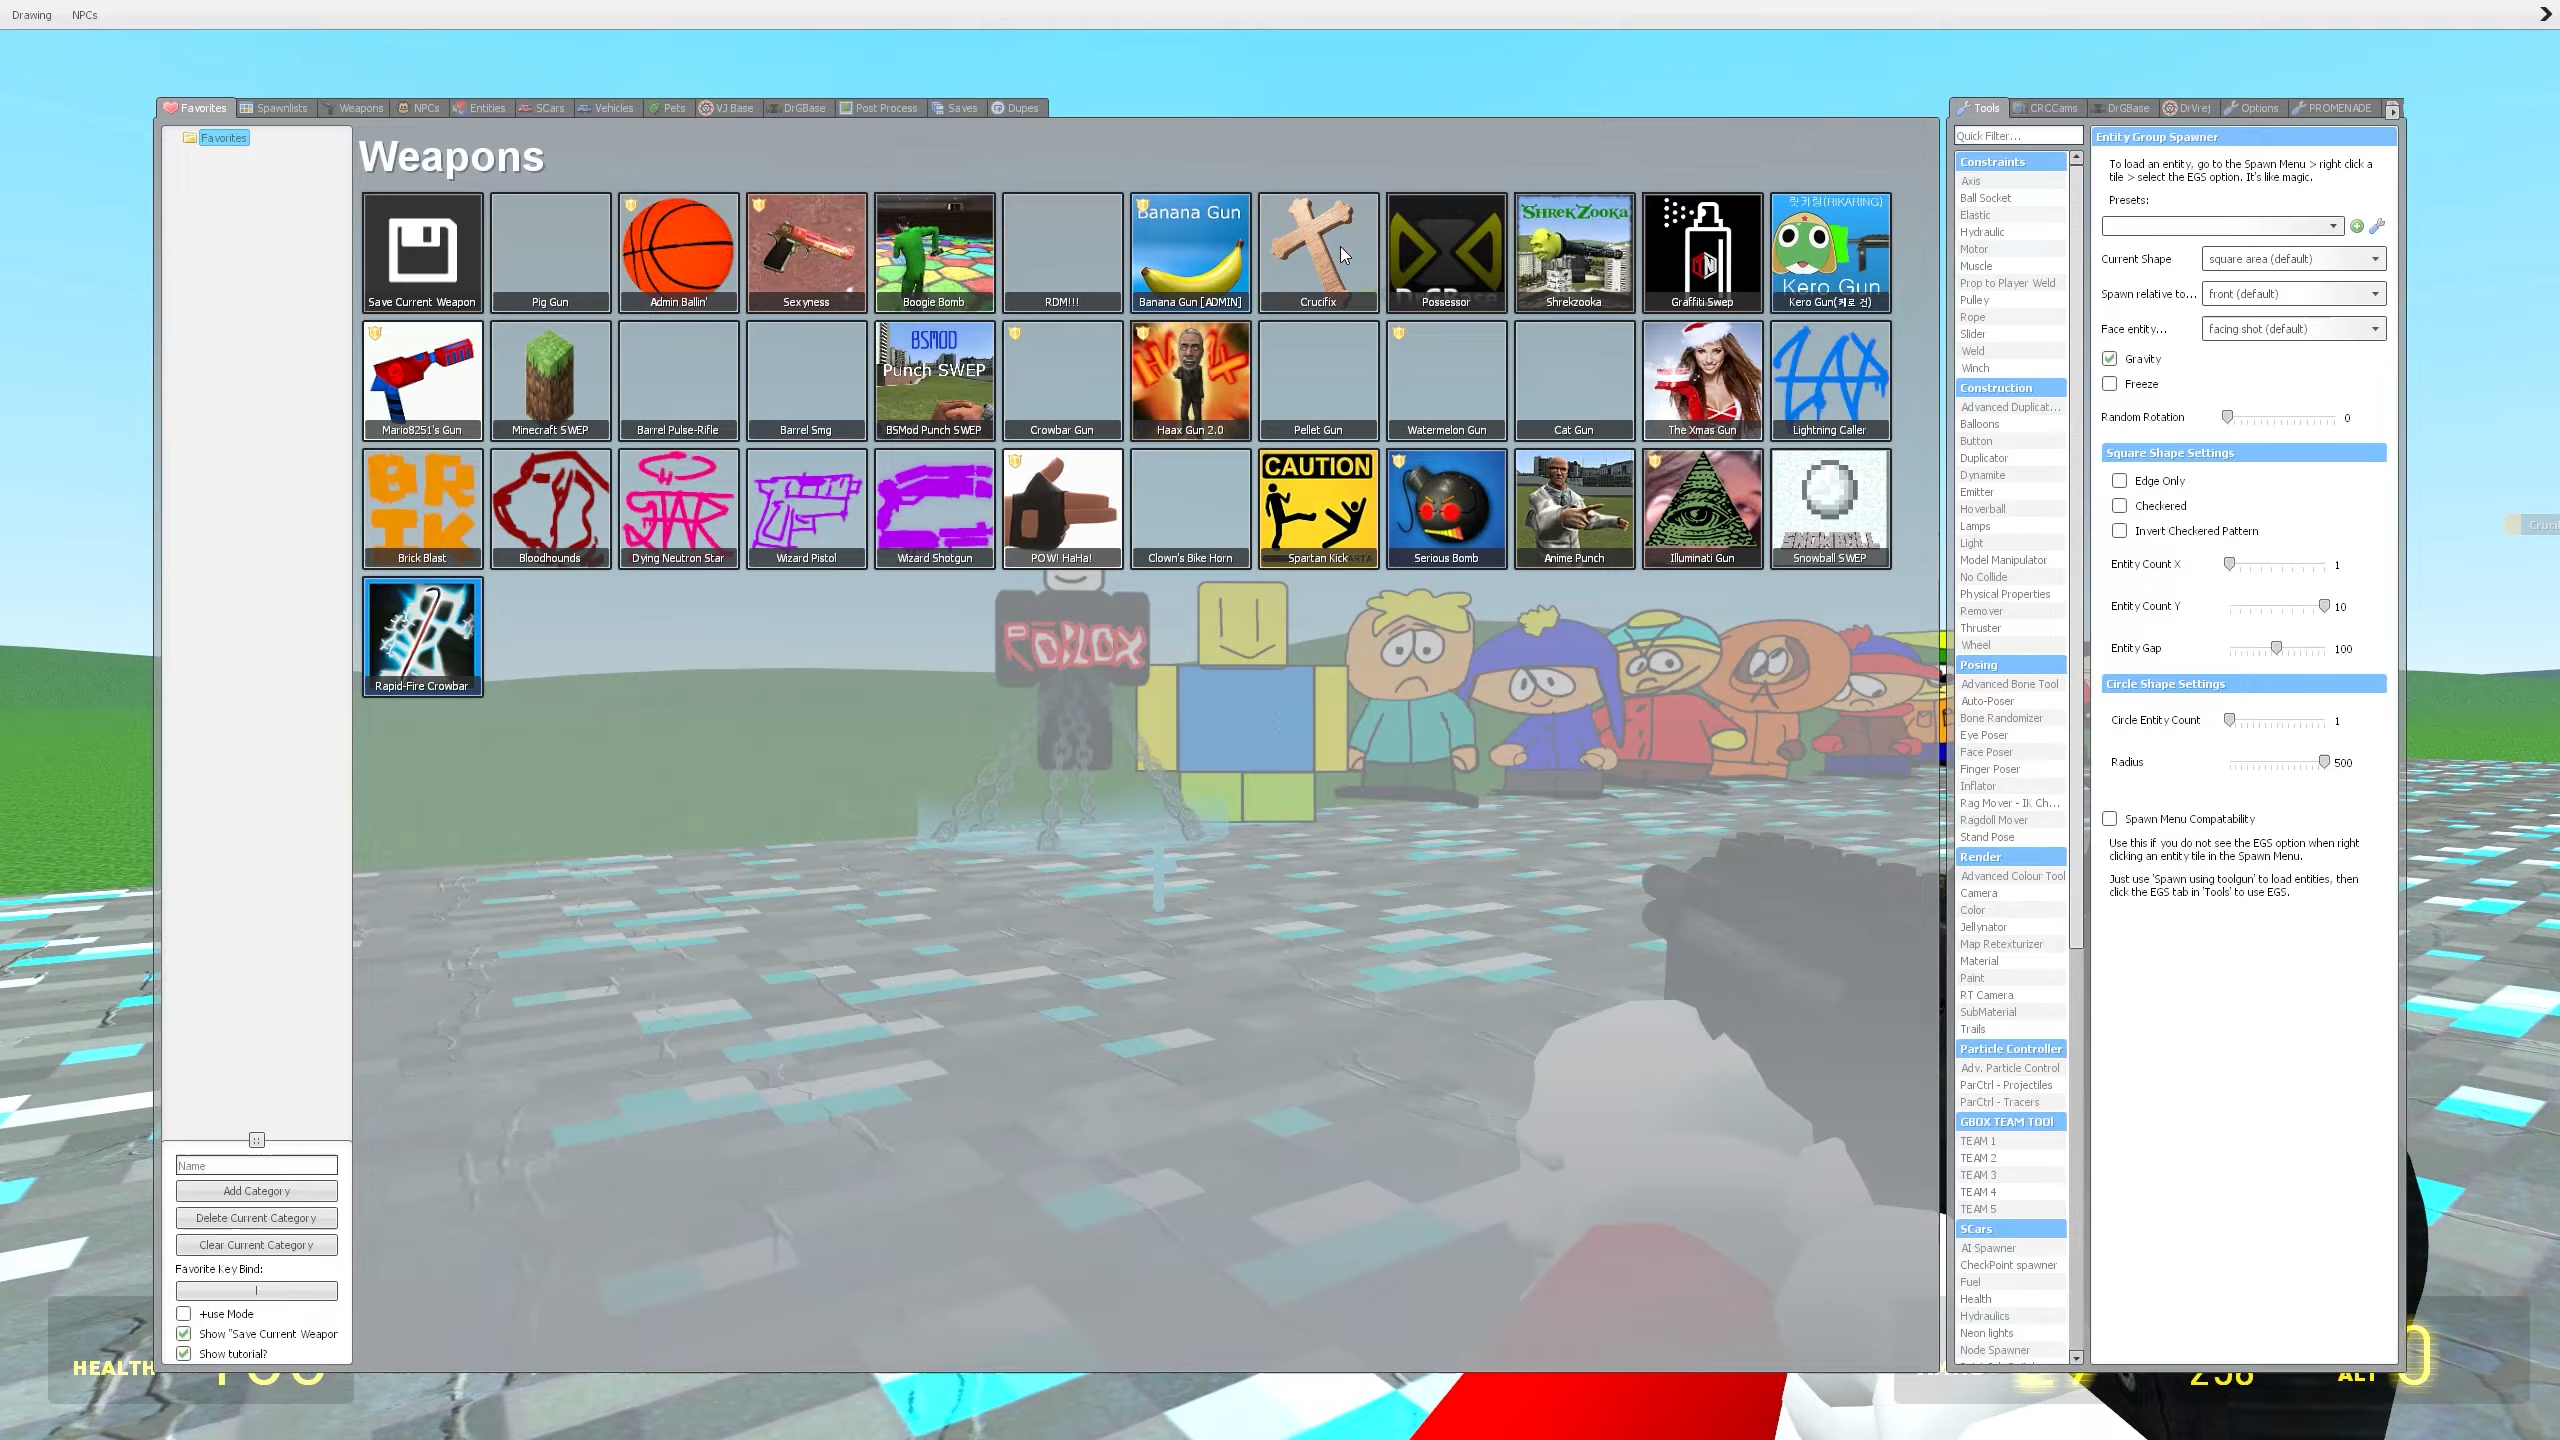 Drawing NPCs
Favorites Spawnlists Weapons NPCs Entities SCars Vehicles Pets VJ Base DrGBase Post Process Saves Dupes
Favorites
Weapons
Save Current Weapon
Pig Gun
Admin Ballin'
Sexyness
Boogie Bomb
RDM!!!
Banana Gun
Banana Gun [ADMIN]
Crucifix
Possessor
SHREKZOOKA
Shrekzooka
Graffiti Swep
릿카링(RIKARING)
Kero Gun
Kero Gun(케로 건)
Mario8251's Gun
Minecraft SWEP
Barrel Pulse-Rifle
Barrel Smg
BSMOD
Punch SWEP
BSMod Punch SWEP
Crowbar Gun
HAAX
Haax Gun 2.0
Pellet Gun
Watermelon Gun
Cat Gun
The Xmas Gun
ZAP
Lightning Caller
BRIK
Brick Blast
Bloodhounds
STAR
Dying Neutron Star
Wizard Pistol
Wizard Shotgun
POW! HaHa!
Clown's Bike Horn
CAUTION
Spartan Kick
Serious Bomb
Anime Punch
Illuminati Gun
SNOWBALL
Snowball SWEP
Rapid-Fire Crowbar
ROBLOX
Name
Add Category
Delete Current Category
Clear Current Category
Favorite Key Bind:
+use Mode
Show "Save Current Weapor
Show tutorial?
HEALTH
Tools CRCCams DrGBase DrVrej Options PROMENADE
Quick Filter...
Constraints
Axis
Ball Socket
Elastic
Hydraulic
Motor
Muscle
Prop to Player Weld
Pulley
Rope
Slider
Weld
Winch
Construction
Advanced Duplicat...
Balloons
Button
Duplicator
Dynamite
Emitter
Hoverball
Lamps
Light
Model Manipulator
No Collide
Physical Properties
Remover
Thruster
Wheel
Posing
Advanced Bone Tool
Auto-Poser
Bone Randomizer
Eye Poser
Face Poser
Finger Poser
Inflator
Rag Mover - IK Ch...
Ragdoll Mover
Stand Pose
Render
Advanced Colour Tool
Camera
Color
Jellynator
Map Retexturizer
Material
Paint
RT Camera
SubMaterial
Trails
Particle Controller
Adv. Particle Control
ParCtrl - Projectiles
ParCtrl - Tracers
GBOX TEAM TOOl
TEAM 1
TEAM 2
TEAM 3
TEAM 4
TEAM 5
SCars
AI Spawner
CheckPoint spawner
Fuel
Health
Hydraulics
Neon lights
Node Spawner
Entity Group Spawner
To load an entity, go to the Spawn Menu > right click a
tile > select the EGS option. It's like magic.
Presets:
Current Shape square area (default)
Spawn relative to... front (default)
Face entity... facing shot (default)
Gravity
Freeze
Random Rotation 0
Square Shape Settings
Edge Only
Checkered
Invert Checkered Pattern
Entity Count X 1
Entity Count Y 10
Entity Gap 100
Circle Shape Settings
Circle Entity Count 1
Radius 500
Spawn Menu Compatability
Use this if you do not see the EGS option when right
clicking an entity tile in the Spawn Menu.
Just use 'Spawn using toolgun' to load entities, then
click the EGS tab in 'Tools' to use EGS.
ALT